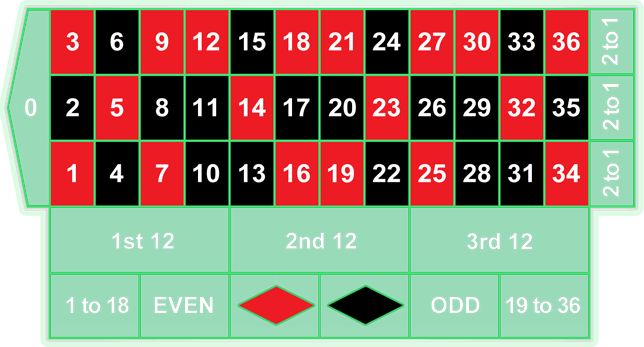 3 6 9 12 15 18 21 24 27 30 33 36 2 to 1
0 2 5 8 11 14 17 20 23 26 29 32 35 2 to 1
1 4 7 10 13 16 19 22 25 28 31 34 2 to 1
1st 12 2nd 12 3rd 12
1 to 18 EVEN ODD 19 to 36